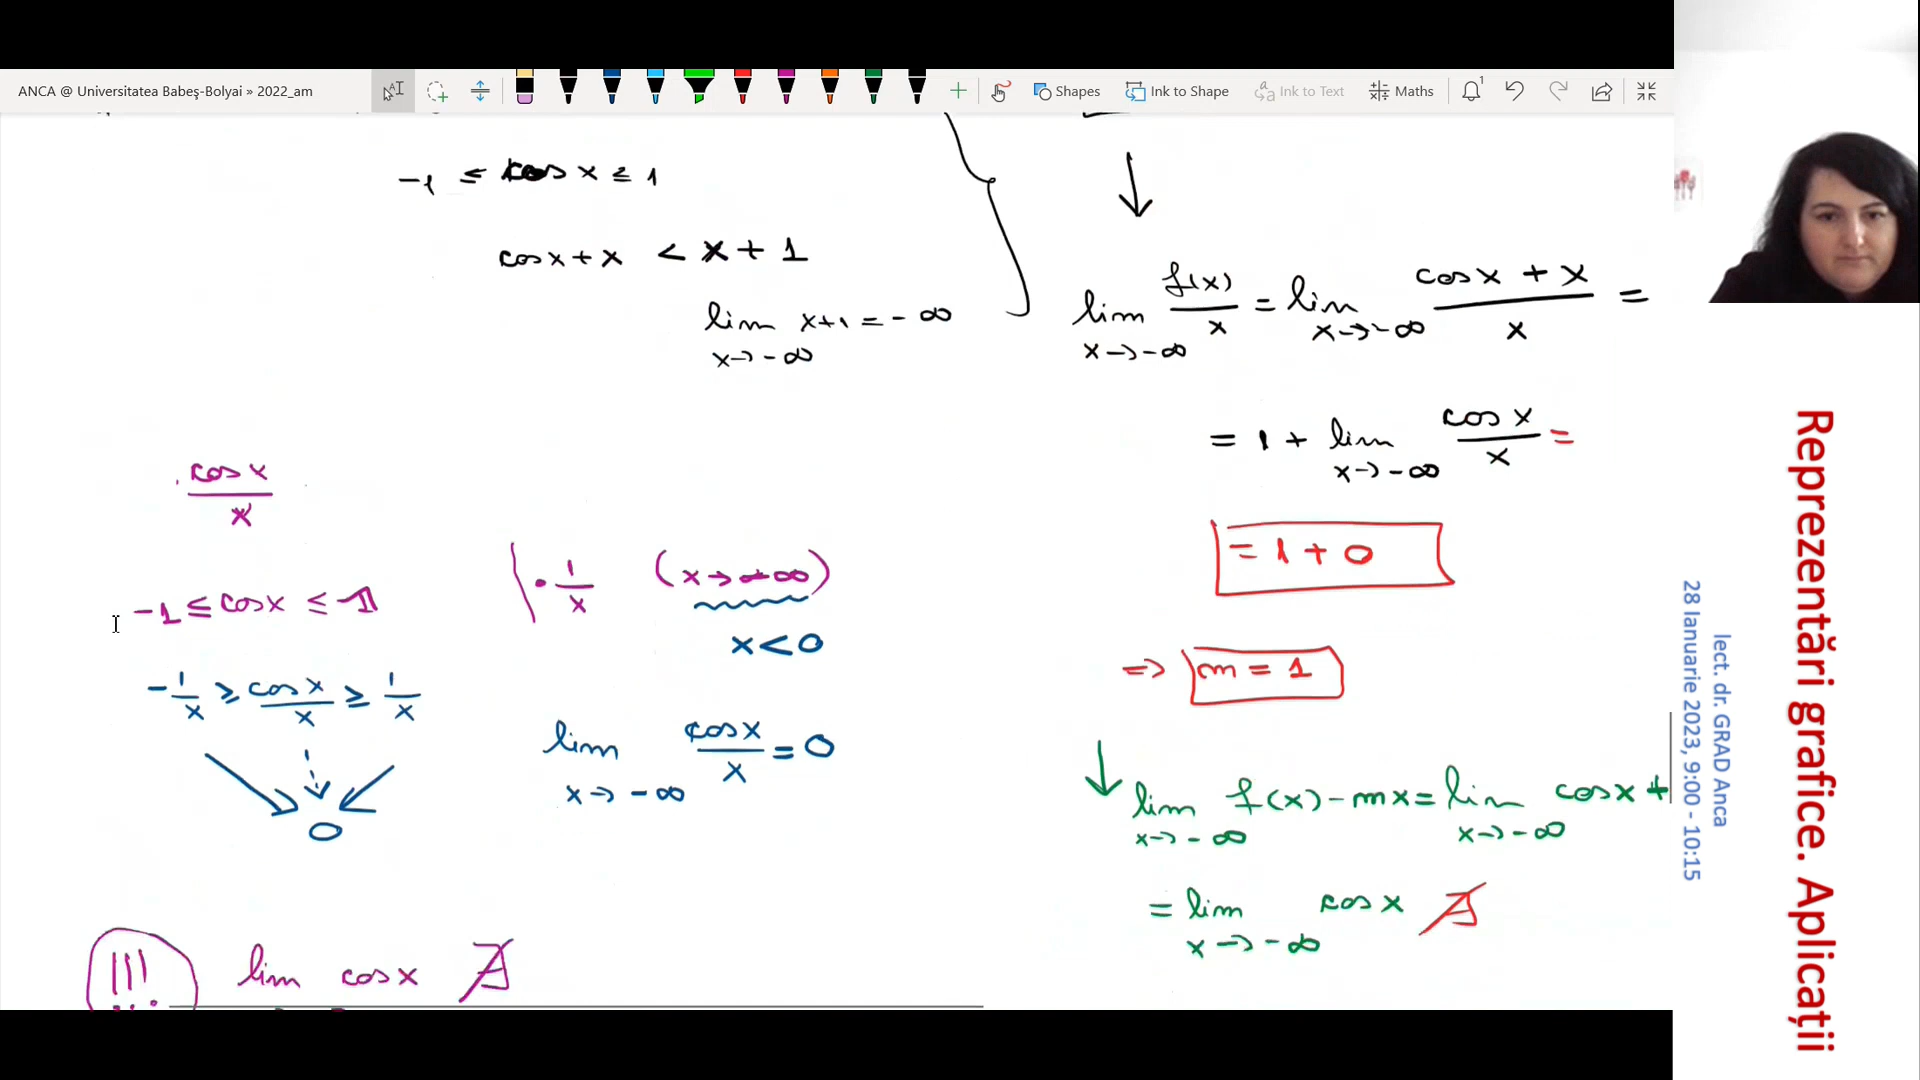 ANCA @ Universitatea Babeș-Bolyai » 2022_am
Shapes
Ink to Shape
Ink to Text
Maths
1
-1 ≤ cos x ≤ 1
cos x + x < x + 1
lim x+1 = -∞
x→-∞
lim f(x)/x = lim cos x + x / x =
x→-∞ x→-∞
= 1 + lim cos x / x =
x→-∞
= 1 + 0
=> m = 1
lim f(x) - mx = lim cos x +
x→-∞ x→-∞
= lim cos x ∄
x→-∞
cos x / x
-1 ≤ cos x ≤ 1 | · 1/x (x→-∞)
x < 0
-1/x ≥ cos x / x ≥ 1/x
0
lim cos x / x = 0
x→-∞
!!! lim cos x ∄
Reprezentări grafice. Aplicații
lect. dr. GRAD Anca
28 Ianuarie 2023, 9:00 - 10:15